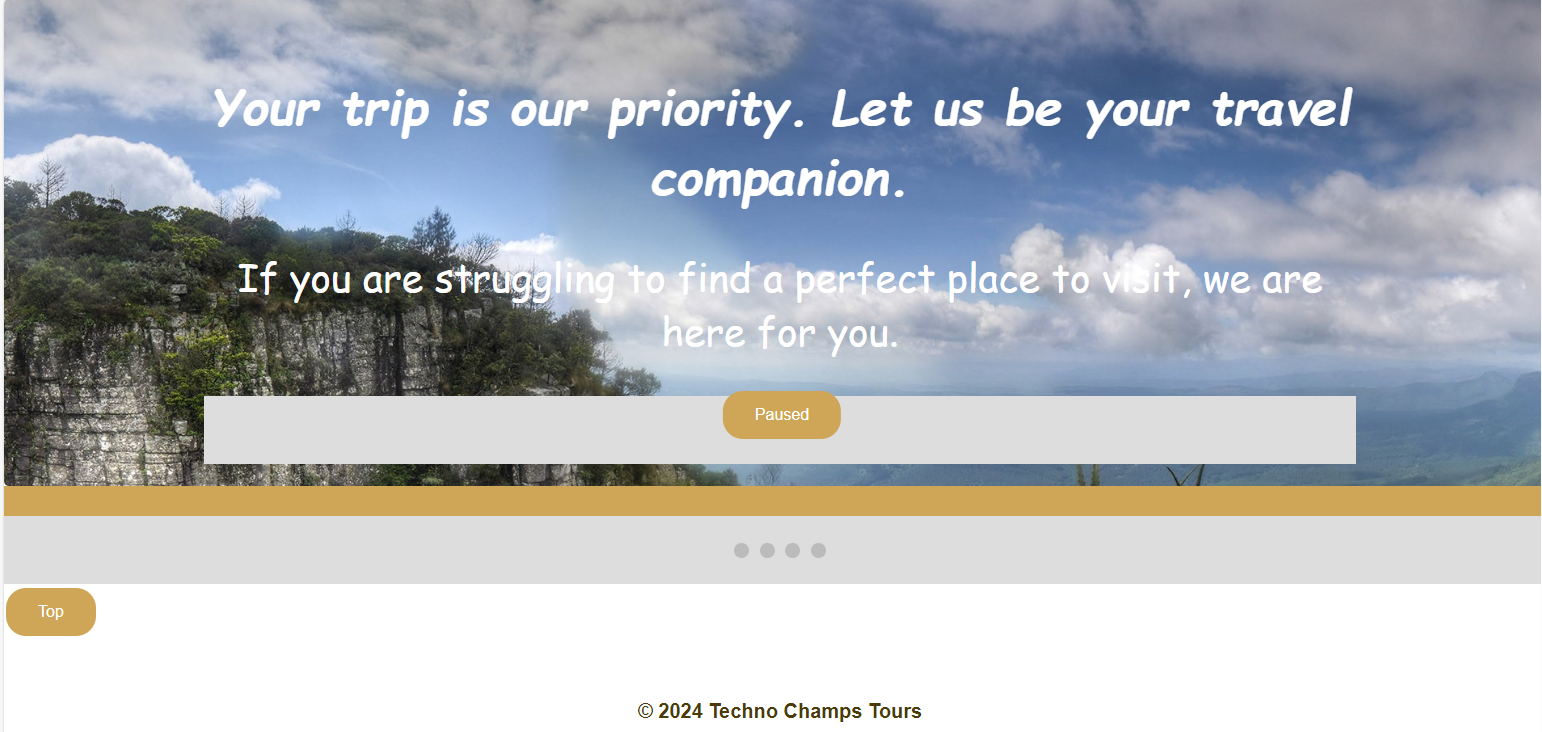 Your trip is our priority. Let us be your travel
companion.
If you are struggling to find a perfect place to visit, we are
here for you.
Paused
Top
© 2024 Techno Champs Tours